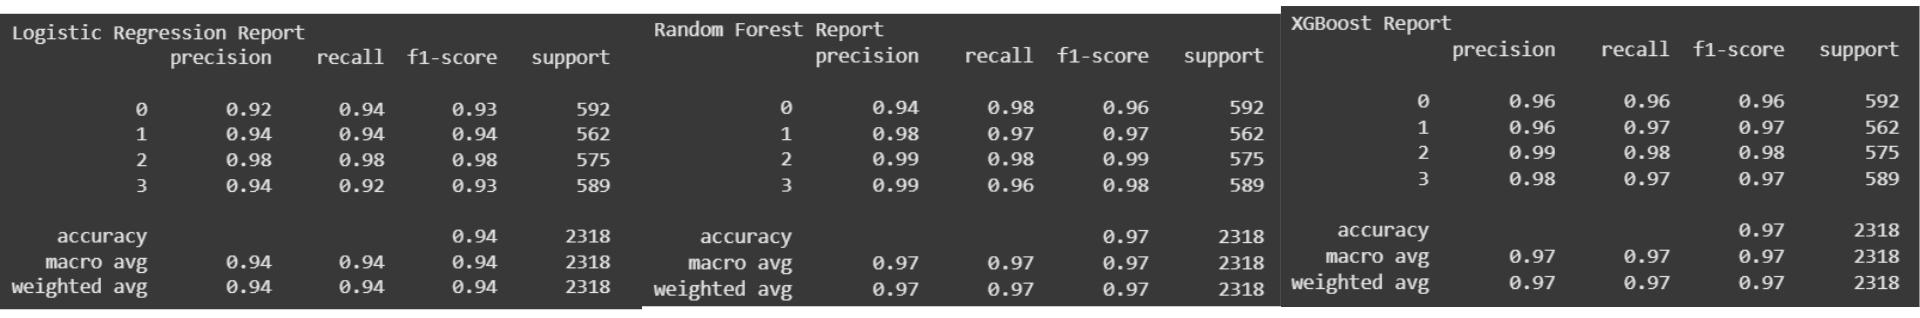 Logistic Regression Report
precision recall f1-score support
0 0.92 0.94 0.93 592
1 0.94 0.94 0.94 562
2 0.98 0.98 0.98 575
3 0.94 0.92 0.93 589
accuracy 0.94 2318
macro avg 0.94 0.94 0.94 2318
weighted avg 0.94 0.94 0.94 2318
Random Forest Report
precision recall f1-score support
0 0.94 0.98 0.96 592
1 0.98 0.97 0.97 562
2 0.99 0.98 0.99 575
3 0.99 0.96 0.98 589
accuracy 0.97 2318
macro avg 0.97 0.97 0.97 2318
weighted avg 0.97 0.97 0.97 2318
XGBoost Report
precision recall f1-score support
0 0.96 0.96 0.96 592
1 0.96 0.97 0.97 562
2 0.99 0.98 0.98 575
3 0.98 0.97 0.97 589
accuracy 0.97 2318
macro avg 0.97 0.97 0.97 2318
weighted avg 0.97 0.97 0.97 2318